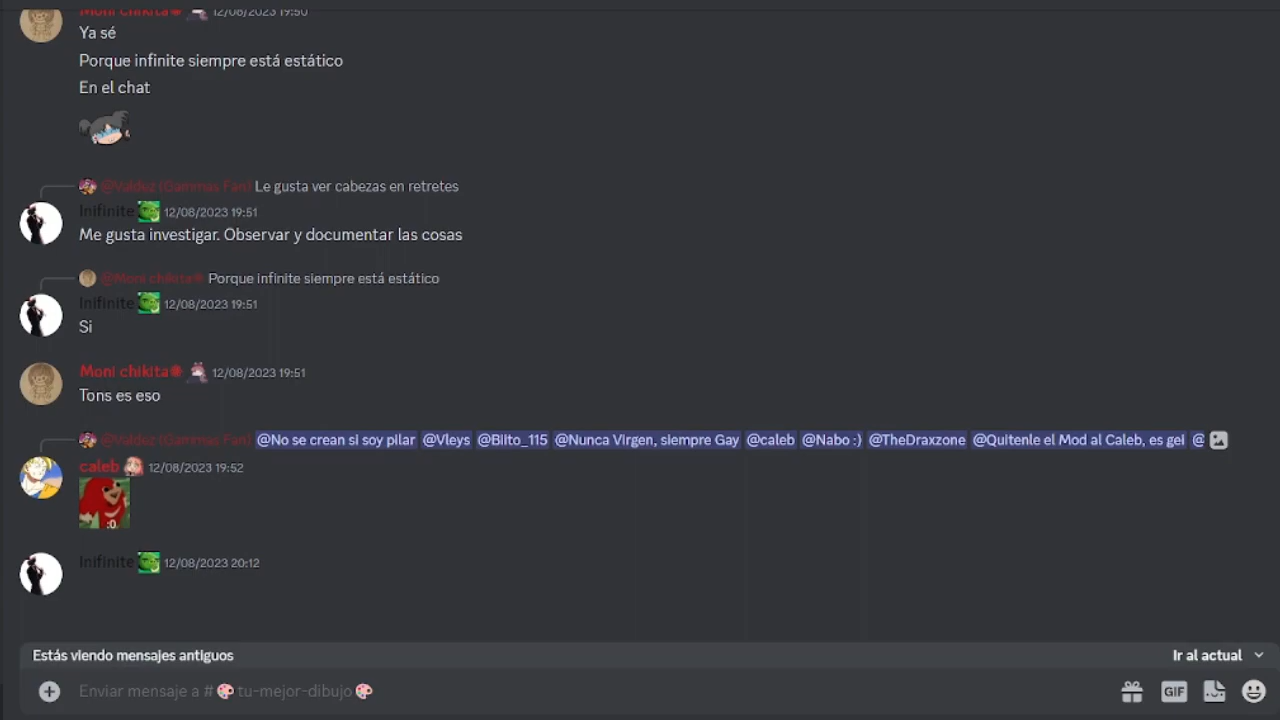 Moni chikita❋ 12/08/2023 19:50
Ya sé
Porque infinite siempre está estático
En el chat
@Valdez (Gammas Fan) Le gusta ver cabezas en retretes
Inifinite 12/08/2023 19:51
Me gusta investigar. Observar y documentar las cosas
@Moni chikita❋ Porque infinite siempre está estático
Inifinite 12/08/2023 19:51
Si
Moni chikita❋ 12/08/2023 19:51
Tons es eso
@Valdez (Gammas Fan) @No se crean si soy pilar @Vleys @Blito_115 @Nunca Virgen, siempre Gay @caleb @Nabo :) @TheDraxzone @Quitenle el Mod al Caleb, es gei @
caleb 12/08/2023 19:52
:0
Inifinite 12/08/2023 20:12
Estás viendo mensajes antiguos
Ir al actual
Enviar mensaje a #🎨tu-mejor-dibujo🎨
GIF